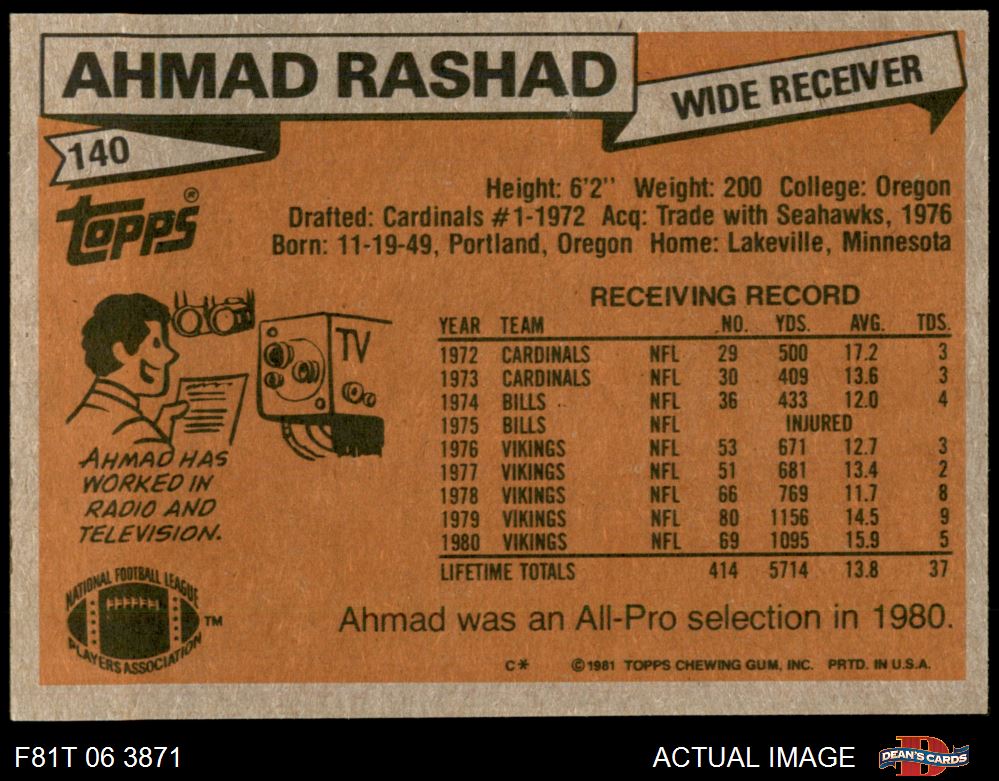 AHMAD RASHAD
WIDE RECEIVER
140
topps®
Height: 6'2'' Weight: 200 College: Oregon
Drafted: Cardinals #1-1972 Acq: Trade with Seahawks, 1976
Born: 11-19-49, Portland, Oregon Home: Lakeville, Minnesota
TV
AHMAD HAS
WORKED IN
RADIO AND
TELEVISION.
RECEIVING RECORD
YEAR TEAM NO. YDS. AVG. TDS.
1972 CARDINALS NFL 29 500 17.2 3
1973 CARDINALS NFL 30 409 13.6 3
1974 BILLS NFL 36 433 12.0 4
1975 BILLS NFL INJURED
1976 VIKINGS NFL 53 671 12.7 3
1977 VIKINGS NFL 51 681 13.4 2
1978 VIKINGS NFL 66 769 11.7 8
1979 VIKINGS NFL 80 1156 14.5 9
1980 VIKINGS NFL 69 1095 15.9 5
LIFETIME TOTALS 414 5714 13.8 37
NATIONAL FOOTBALL LEAGUE
PLAYERS ASSOCIATION
TM
Ahmad was an All-Pro selection in 1980.
C* ©1981 TOPPS CHEWING GUM, INC. PRTD. IN U.S.A.
F81T 06 3871
ACTUAL IMAGE
D
DEAN'S CARDS